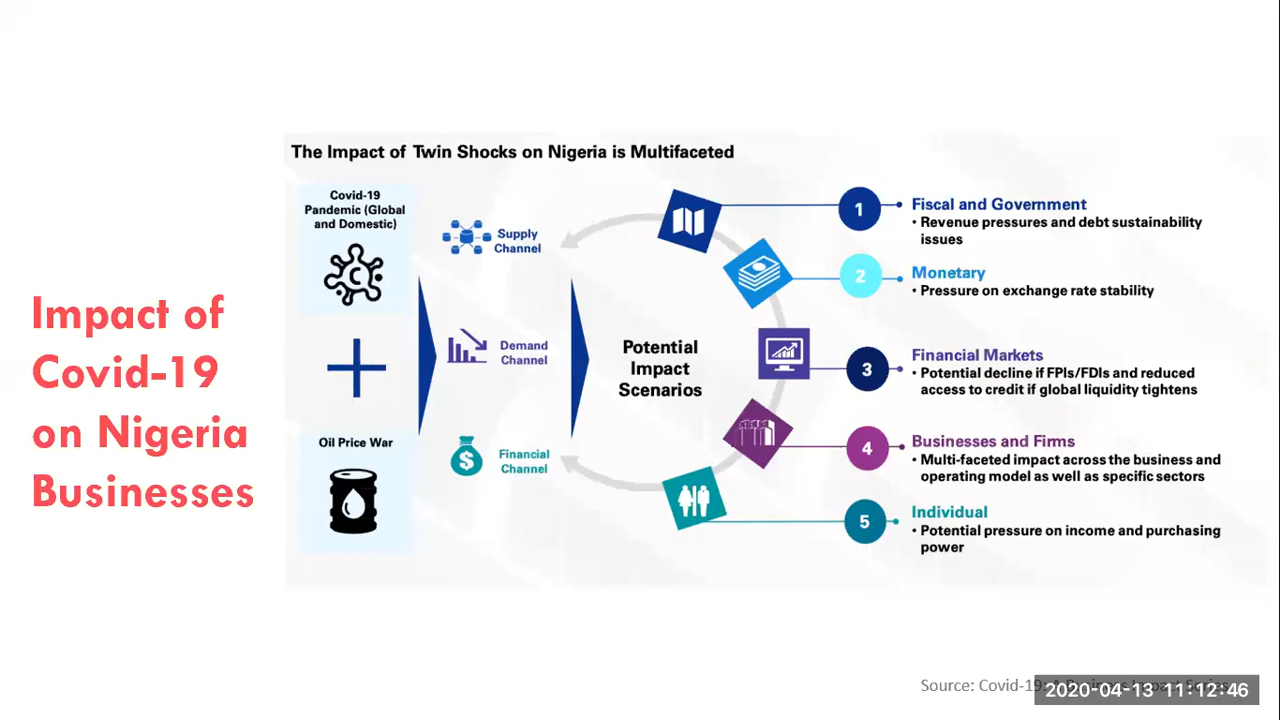 Impact of
Covid-19
on Nigeria
Businesses
The Impact of Twin Shocks on Nigeria is Multifaceted
Covid-19
Pandemic (Global
and Domestic)
Oil Price War
Supply
Channel
Demand
Channel
$
Financial
Channel
Potential
Impact
Scenarios
1
Fiscal and Government
• Revenue pressures and debt sustainability
issues
2
Monetary
• Pressure on exchange rate stability
3
Financial Markets
• Potential decline if FPIs/FDIs and reduced
access to credit if global liquidity tightens
4
Businesses and Firms
• Multi-faceted impact across the business and
operating model as well as specific sectors
5
Individual
• Potential pressure on income and purchasing
power
Source: Covid-19:
2020-04-13 11:12:46